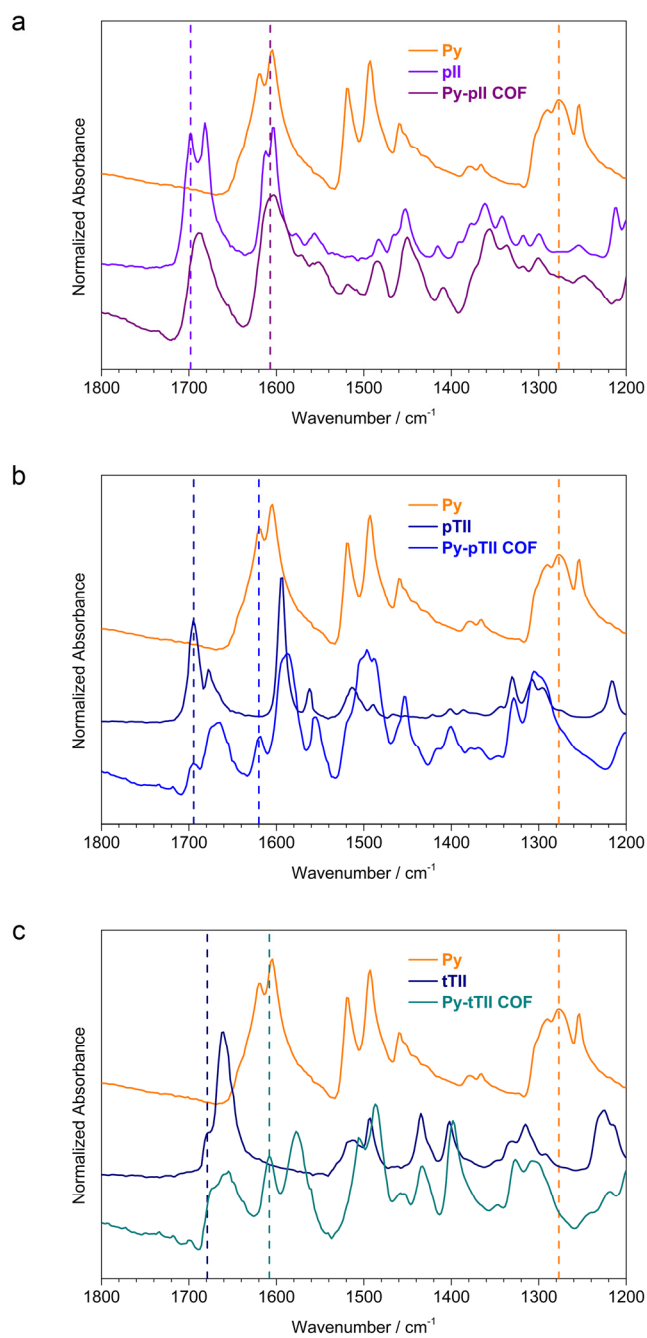 a
Py
pII
Py-pII COF
Normalized Absorbance
1800 1700 1600 1500 1400 1300 1200
Wavenumber / cm⁻¹
b
Py
pTII
Py-pTII COF
Normalized Absorbance
1800 1700 1600 1500 1400 1300 1200
Wavenumber / cm⁻¹
c
Py
tTII
Py-tTII COF
Normalized Absorbance
1800 1700 1600 1500 1400 1300 1200
Wavenumber / cm⁻¹